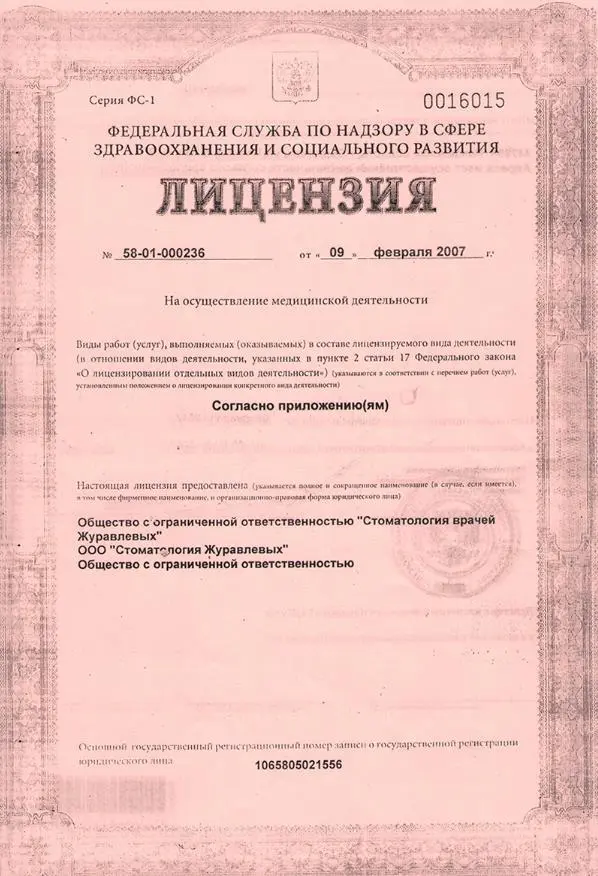 Серия ФС-1
0016015
ФЕДЕРАЛЬНАЯ СЛУЖБА ПО НАДЗОРУ В СФЕРЕ
ЗДРАВООХРАНЕНИЯ И СОЦИАЛЬНОГО РАЗВИТИЯ
ЛИЦЕНЗИЯ
№ 58-01-000236 от «09» февраля 2007 г.
На осуществление медицинской деятельности
Виды работ (услуг), выполняемых (оказываемых) в составе лицензируемого вида деятельности
(в отношении видов деятельности, указанных в пункте 2 статьи 17 Федерального закона
«О лицензировании отдельных видов деятельности») (указываются в соответствии с перечнем работ (услуг),
установленным положением о лицензировании конкретного вида деятельности)
Согласно приложению(ям)
Настоящая лицензия предоставлена (указывается полное и сокращенное наименование (в случае, если имеется),
в том числе фирменное наименование, и организационно-правовая форма юридического лица)
Общество с ограниченной ответственностью "Стоматология врачей
Журавлевых"
ООО "Стоматология Журавлевых"
Общество с ограниченной ответственностью
Основной государственный регистрационный номер записи о государственной регистрации
юридического лица 1065805021556